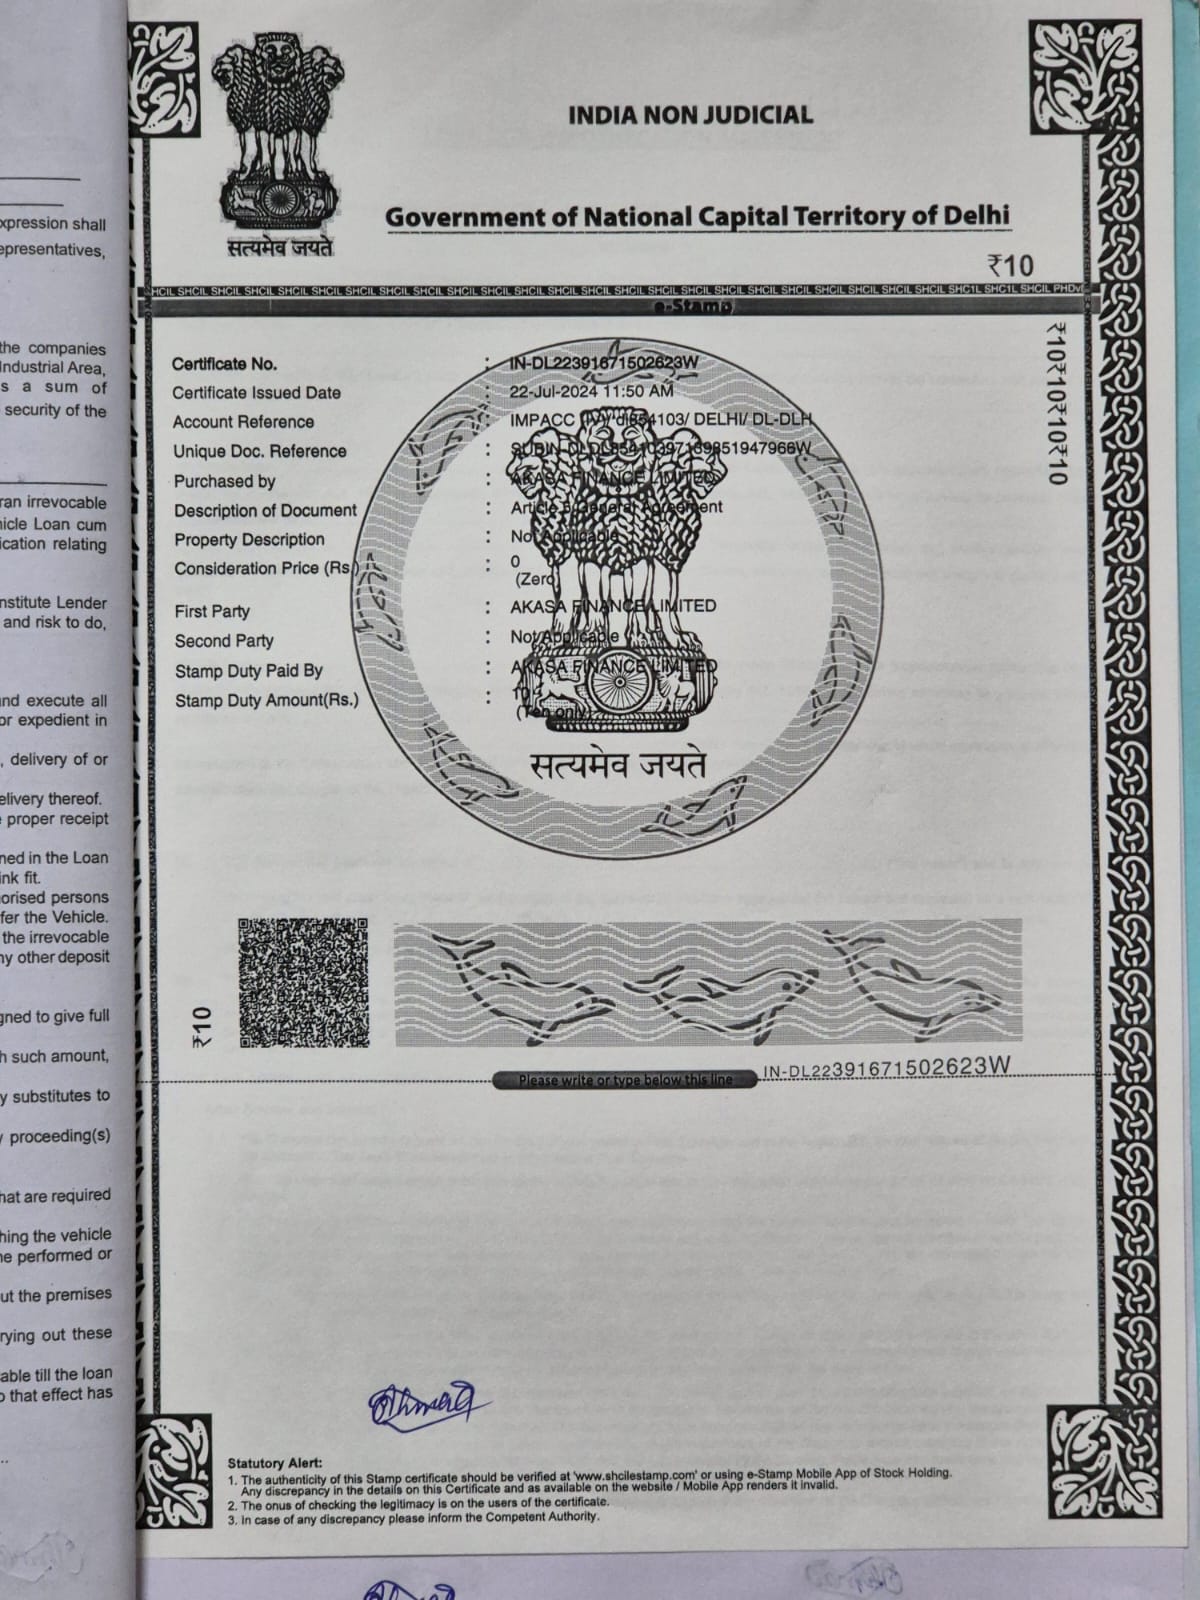 xpression shall
epresentatives,
the companies
Industrial Area,
s a sum of
security of the
ran irrevocable
hicle Loan cum
ication relating
nstitute Lender
and risk to do,
and execute all
or expedient in
, delivery of or
elivery thereof.
e proper receipt
ned in the Loan
ink fit.
orised persons
fer the Vehicle.
the irrevocable
ny other deposit
gned to give full
h such amount,
y substitutes to
y proceeding(s)
hat are required
hing the vehicle
he performed or
ut the premises
rying out these
able till the loan
o that effect has
सत्यमेव जयते
INDIA NON JUDICIAL
Government of National Capital Territory of Delhi
₹10
SHCIL SHCIL SHCIL SHCIL SHCIL SHCIL SHCIL SHCIL SHCIL SHCIL SHCIL SHCIL SHCIL SHCIL SHCIL SHCIL SHCIL SHCIL SHCIL SHCIL SHCIL SHCIL SHCIL SHCIL SHC1L SHC1L SHCIL
e-Stamp
₹10₹10₹10₹10
Certificate No. : IN-DL22391671502623W
Certificate Issued Date : 22-Jul-2024 11:50 AM
Account Reference : IMPACC (IV)/ dl854103/ DELHI/ DL-DLH
Unique Doc. Reference : SUBIN-DLDL85410397139851947966W
Purchased by : AKASA FINANCE LIMITED
Description of Document : Article 5 General Agreement
Property Description : Not Applicable
Consideration Price (Rs.) : 0
(Zero)
First Party : AKASA FINANCE LIMITED
Second Party : Not Applicable
Stamp Duty Paid By : AKASA FINANCE LIMITED
Stamp Duty Amount(Rs.) : 10
(Ten only)
सत्यमेव जयते
₹10
Please write or type below this line
IN-DL22391671502623W
Statutory Alert:
1. The authenticity of this Stamp certificate should be verified at 'www.shcilestamp.com' or using e-Stamp Mobile App of Stock Holding.
Any discrepancy in the details on this Certificate and as available on the website / Mobile App renders it invalid.
2. The onus of checking the legitimacy is on the users of the certificate.
3. In case of any discrepancy please inform the Competent Authority.